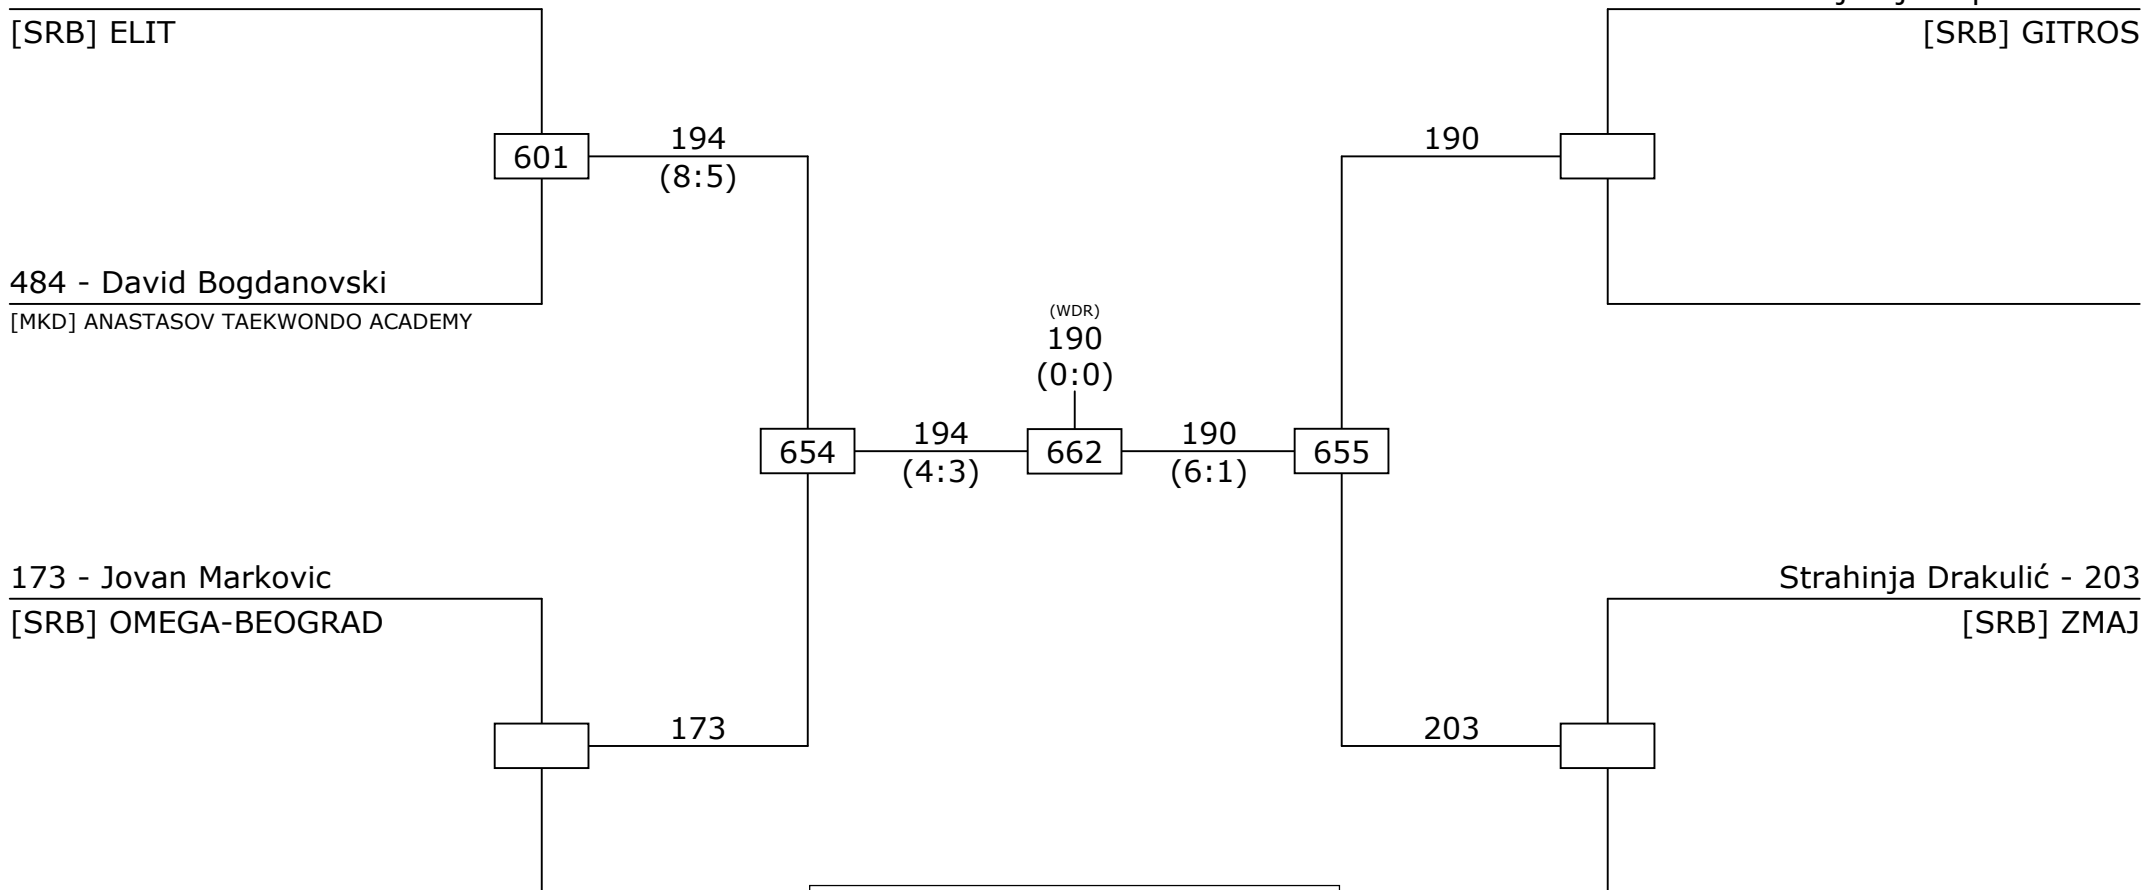 [SRB] ELIT
[SRB] GITROS
601
194
(8:5)
190
484 - David Bogdanovski
[MKD] ANASTASOV TAEKWONDO ACADEMY
(WDR)
190
(0:0)
654
194
(4:3)
662
190
(6:1)
655
173 - Jovan Markovic
[SRB] OMEGA-BEOGRAD
Strahinja Drakulić - 203
[SRB] ZMAJ
173
203